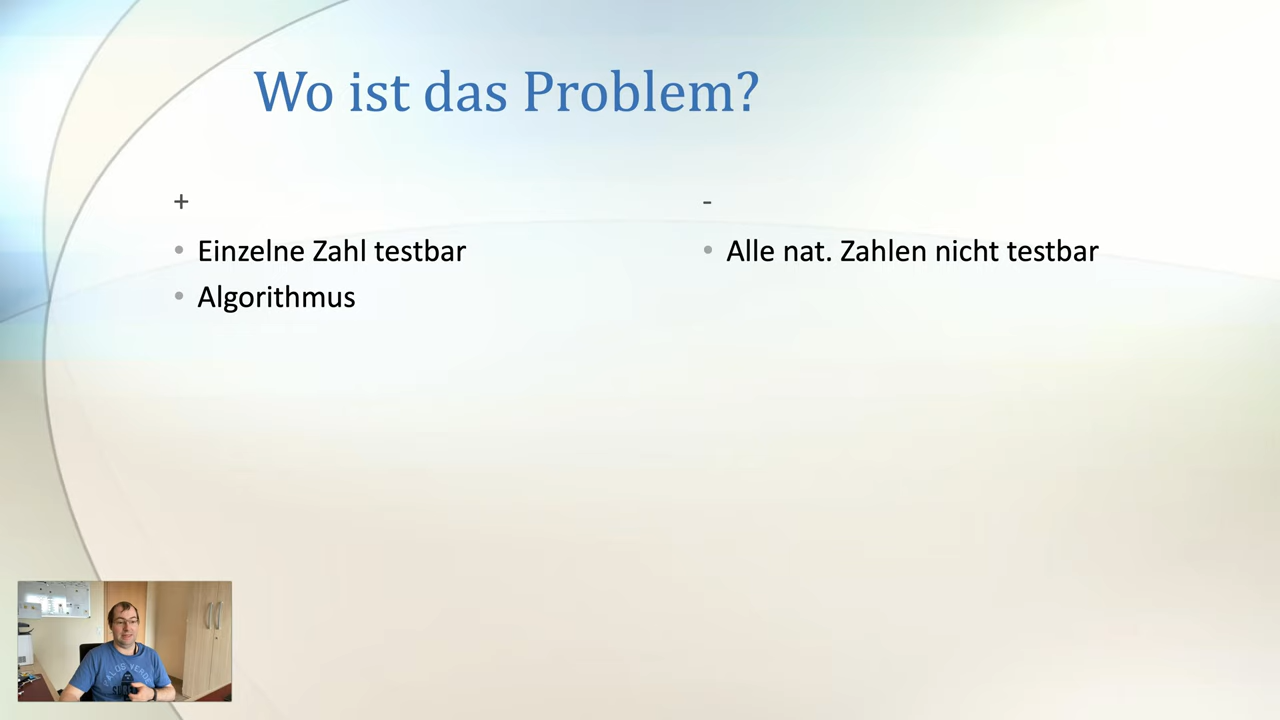 Wo ist das Problem?
+
• Einzelne Zahl testbar
• Algorithmus
-
• Alle nat. Zahlen nicht testbar